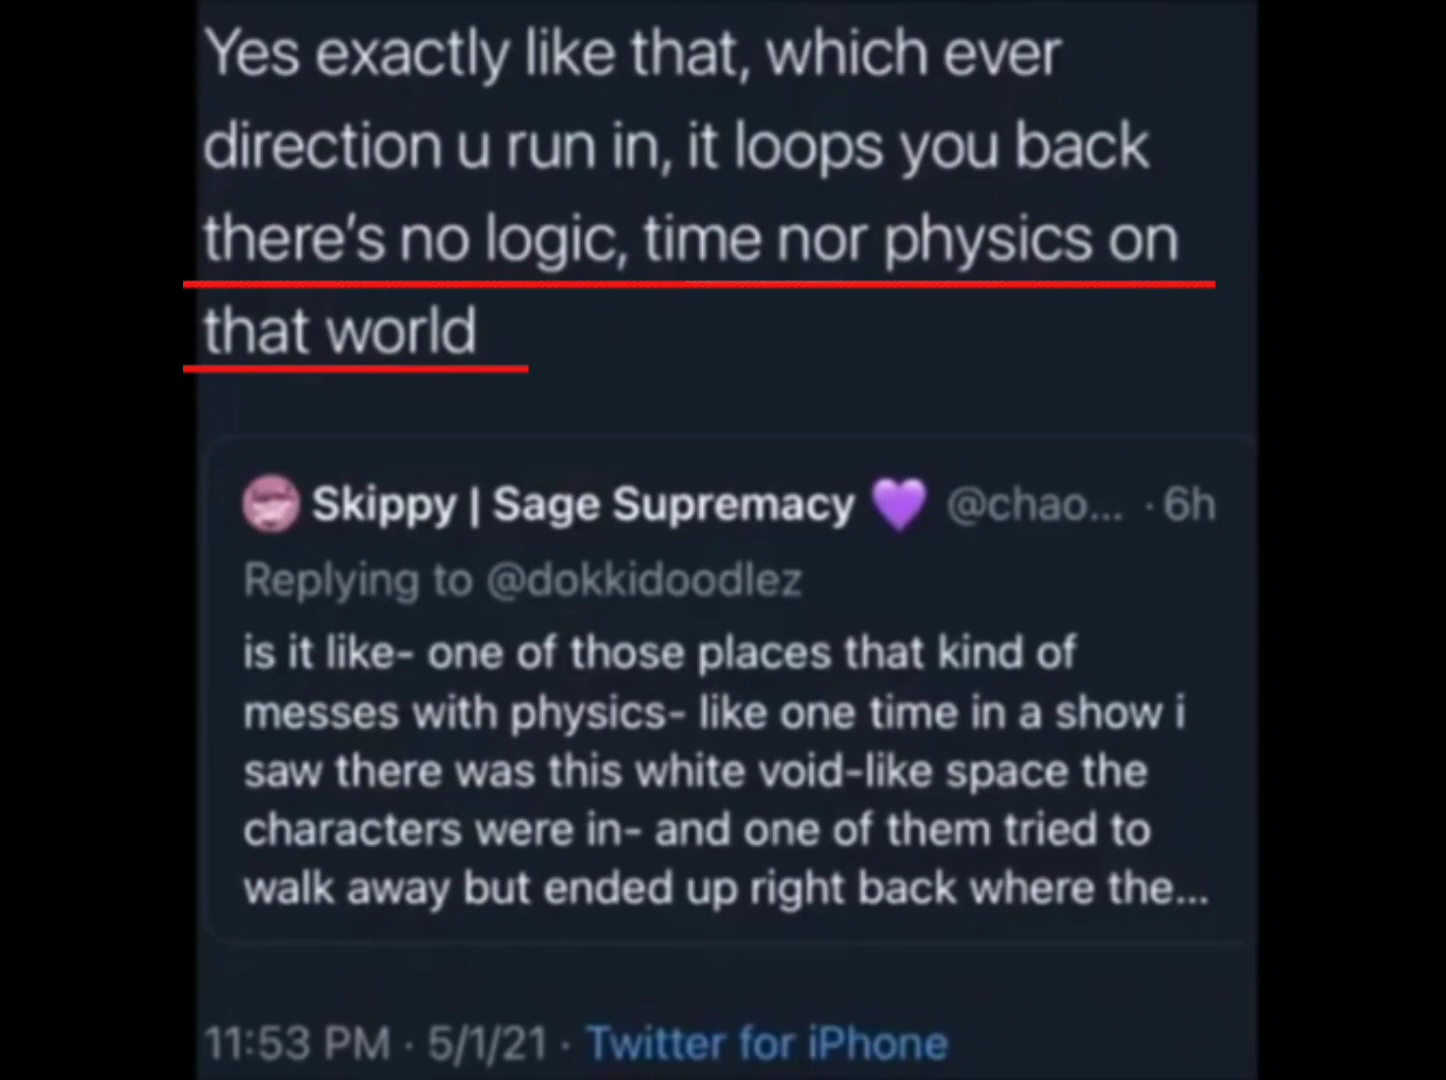 Yes exactly like that, which ever
direction u run in, it loops you back
there's no logic, time nor physics on
that world
Skippy | Sage Supremacy 💜 @chao... · 6h
Replying to @dokkidoodlez
is it like- one of those places that kind of
messes with physics- like one time in a show i
saw there was this white void-like space the
characters were in- and one of them tried to
walk away but ended up right back where the...
11:53 PM · 5/1/21 · Twitter for iPhone